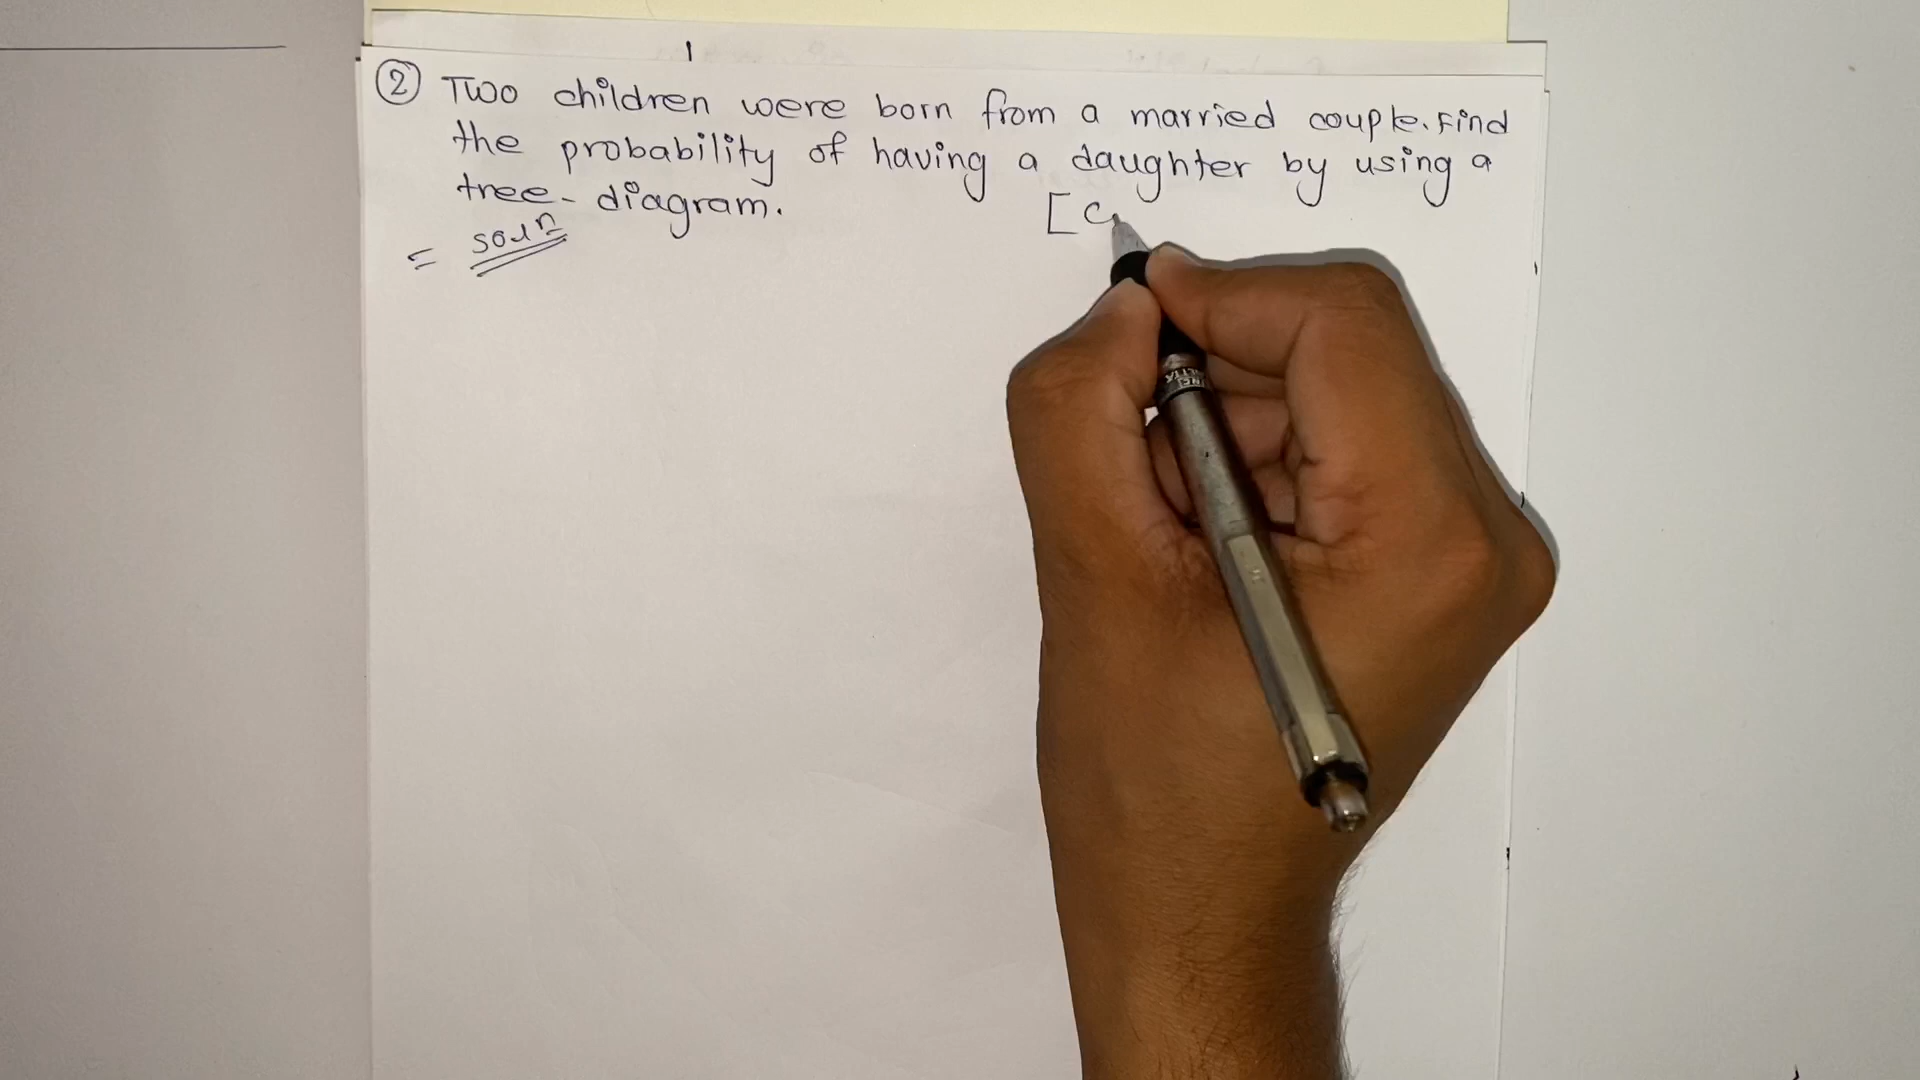 ② Two children were born from a married couple. Find
the probability of having a daughter by using a
tree-diagram. [c
= Solⁿ